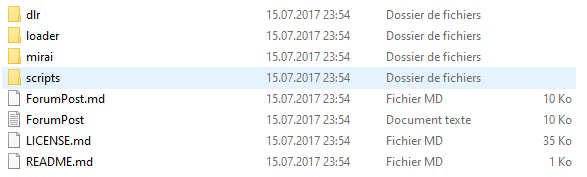 dlr 15.07.2017 23:54 Dossier de fichiers
loader 15.07.2017 23:54 Dossier de fichiers
mirai 15.07.2017 23:54 Dossier de fichiers
scripts 15.07.2017 23:54 Dossier de fichiers
ForumPost.md 15.07.2017 23:54 Fichier MD 10 Ko
ForumPost 15.07.2017 23:54 Document texte 10 Ko
LICENSE.md 15.07.2017 23:54 Fichier MD 35 Ko
README.md 15.07.2017 23:54 Fichier MD 1 Ko